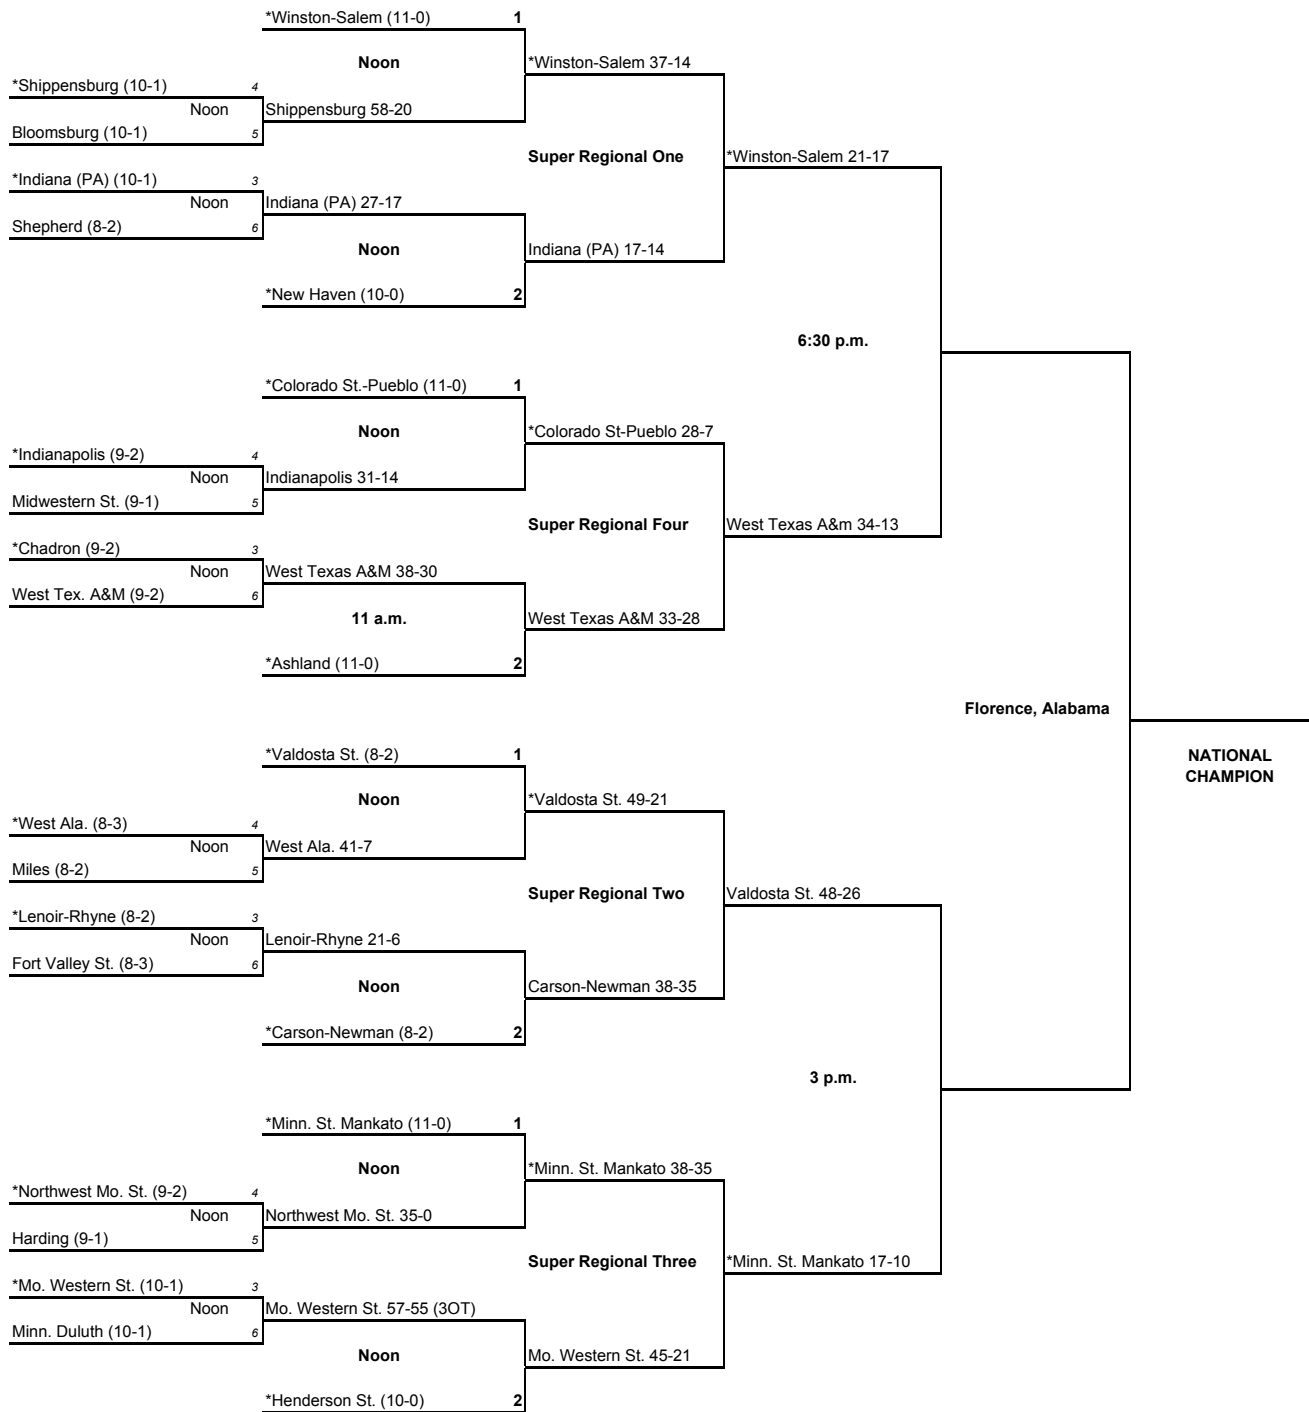 *Winston-Salem (11-0) 1
Noon
*Winston-Salem 37-14
*Shippensburg (10-1) 4
Noon
Shippensburg 58-20
Bloomsburg (10-1) 5
Super Regional One
*Winston-Salem 21-17
*Indiana (PA) (10-1) 3
Noon
Indiana (PA) 27-17
Shepherd (8-2) 6
Noon
Indiana (PA) 17-14
*New Haven (10-0) 2
6:30 p.m.
*Colorado St.-Pueblo (11-0) 1
Noon
*Colorado St-Pueblo 28-7
*Indianapolis (9-2) 4
Noon
Indianapolis 31-14
Midwestern St. (9-1) 5
Super Regional Four
West Texas A&m 34-13
*Chadron (9-2) 3
Noon
West Texas A&M 38-30
West Tex. A&M (9-2) 6
11 a.m.
West Texas A&M 33-28
*Ashland (11-0) 2
Florence, Alabama
NATIONAL
CHAMPION
*Valdosta St. (8-2) 1
Noon
*Valdosta St. 49-21
*West Ala. (8-3) 4
Noon
West Ala. 41-7
Miles (8-2) 5
Super Regional Two
Valdosta St. 48-26
*Lenoir-Rhyne (8-2) 3
Noon
Lenoir-Rhyne 21-6
Fort Valley St. (8-3) 6
Noon
Carson-Newman 38-35
*Carson-Newman (8-2) 2
3 p.m.
*Minn. St. Mankato (11-0) 1
Noon
*Minn. St. Mankato 38-35
*Northwest Mo. St. (9-2) 4
Noon
Northwest Mo. St. 35-0
Harding (9-1) 5
Super Regional Three
*Minn. St. Mankato 17-10
*Mo. Western St. (10-1) 3
Noon
Mo. Western St. 57-55 (3OT)
Minn. Duluth (10-1) 6
Noon
Mo. Western St. 45-21
*Henderson St. (10-0) 2